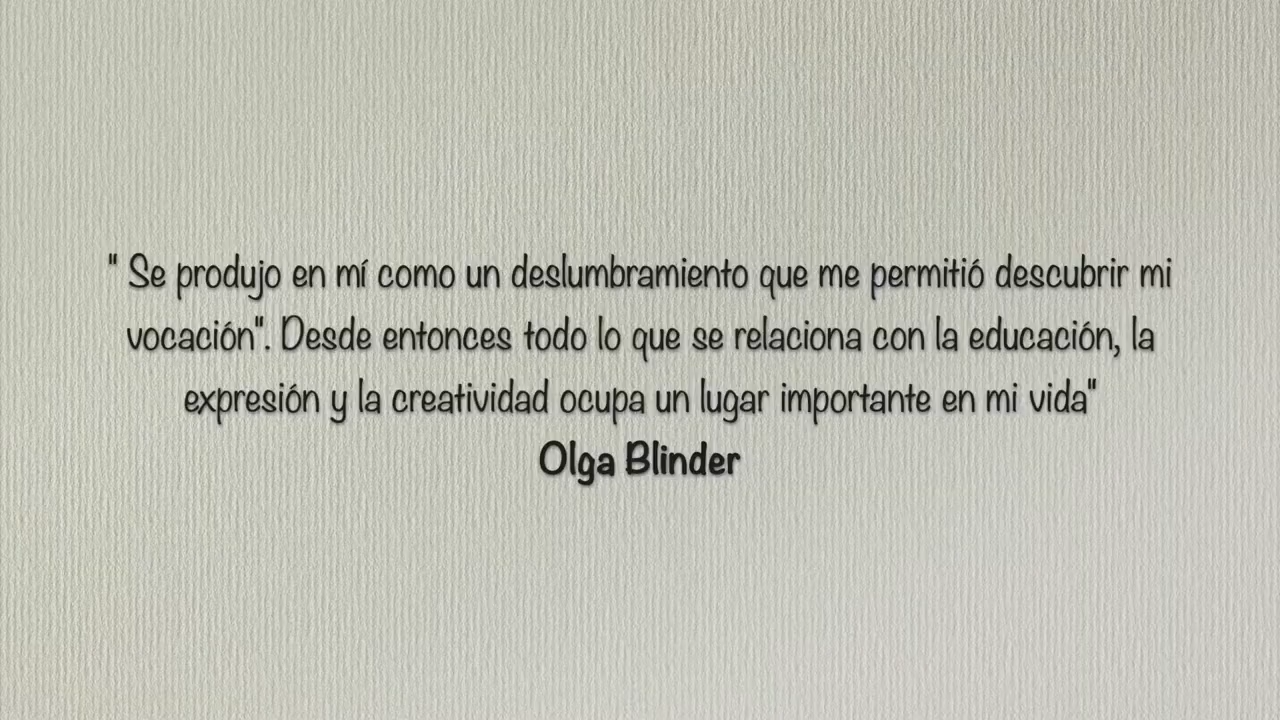 " Se produjo en mí como un deslumbramiento que me permitió descubrir mi
vocación". Desde entonces todo lo que se relaciona con la educación, la
expresión y la creatividad ocupa un lugar importante en mi vida"
Olga Blinder